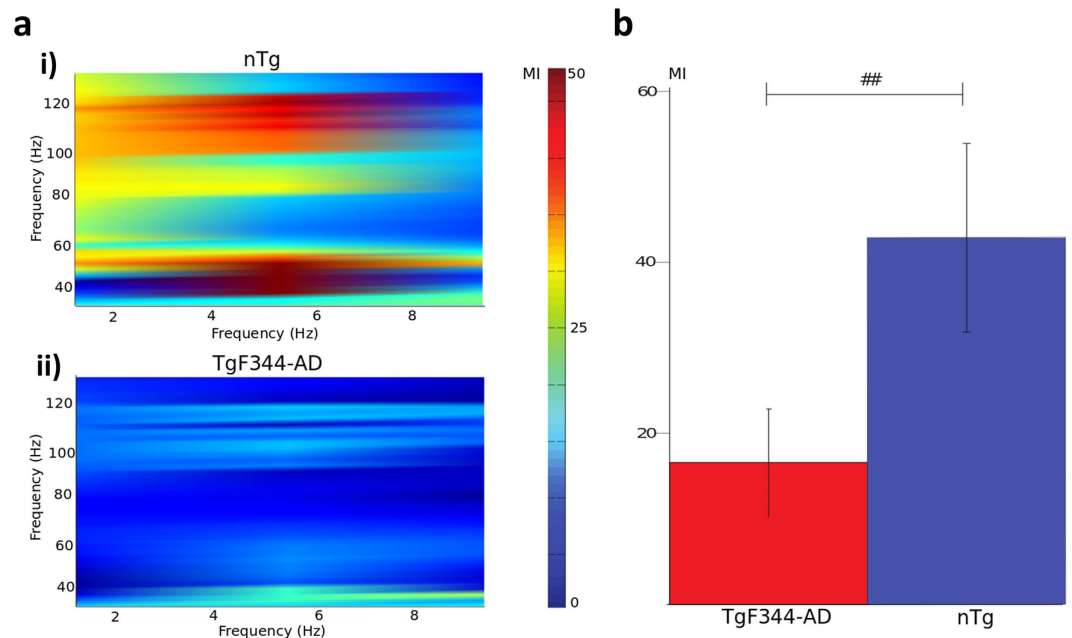 a
i)
nTg
120
100
80
60
40
Frequency (Hz)
2 4 6 8
Frequency (Hz)
ii)
TgF344-AD
120
100
80
60
40
Frequency (Hz)
2 4 6 8
Frequency (Hz)
MI
50
25
0
b
MI
##
60
40
20
TgF344-AD nTg